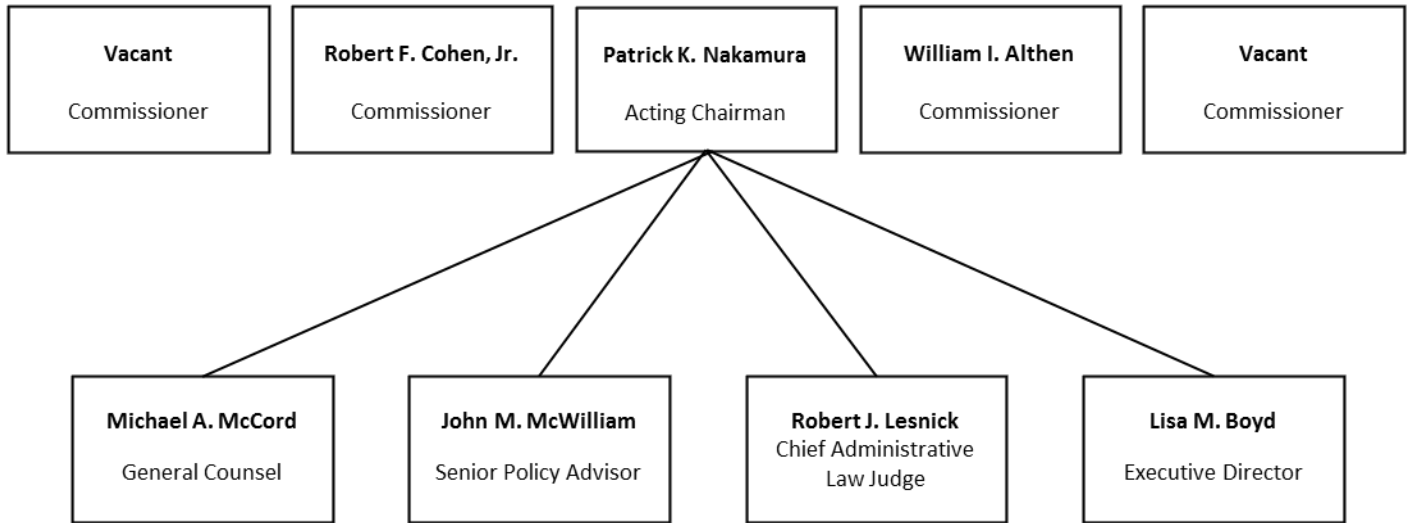 Vacant
Commissioner
Robert F. Cohen, Jr.
Commissioner
Patrick K. Nakamura
Acting Chairman
William I. Althen
Commissioner
Vacant
Commissioner
Michael A. McCord
General Counsel
John M. McWilliam
Senior Policy Advisor
Robert J. Lesnick
Chief Administrative
Law Judge
Lisa M. Boyd
Executive Director